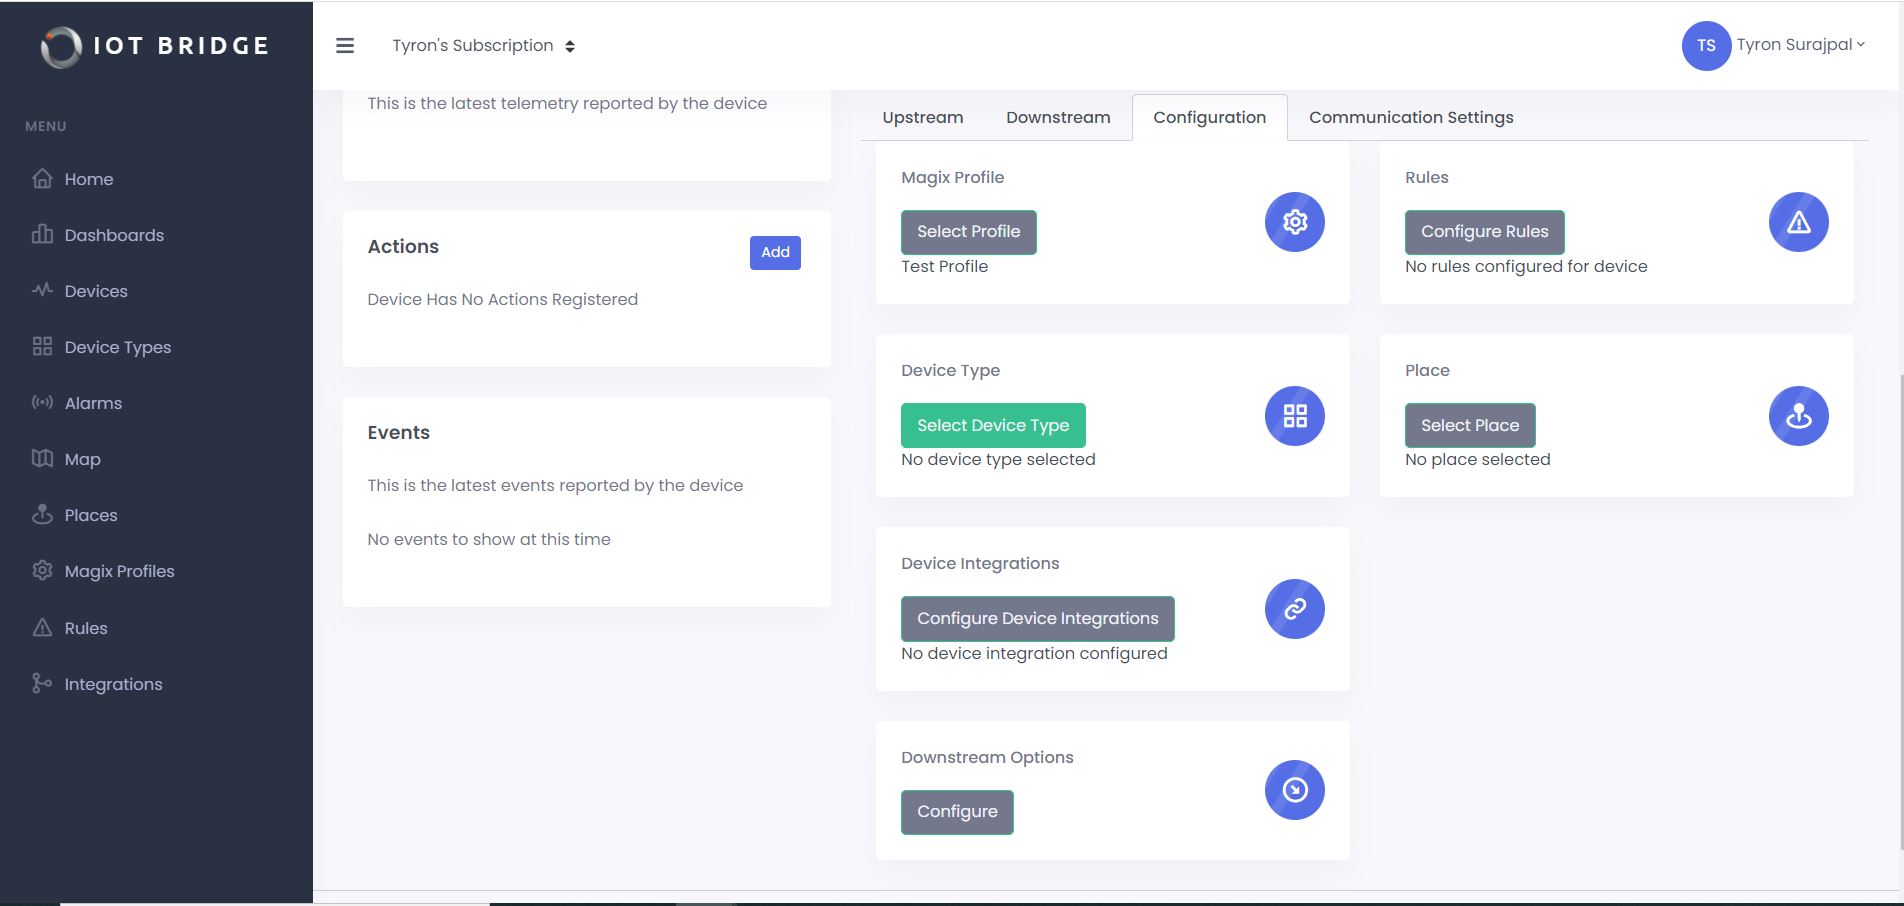 IOT BRIDGE
Tyron's Subscription
TS
Tyron Surajpal
MENU
Home
Dashboards
Devices
Device Types
Alarms
Map
Places
Magix Profiles
Rules
Integrations
This is the latest telemetry reported by the device
Actions
Add
Device Has No Actions Registered
Events
This is the latest events reported by the device
No events to show at this time
Upstream
Downstream
Configuration
Communication Settings
Magix Profile
Select Profile
Test Profile
Rules
Configure Rules
No rules configured for device
Device Type
Select Device Type
No device type selected
Place
Select Place
No place selected
Device Integrations
Configure Device Integrations
No device integration configured
Downstream Options
Configure